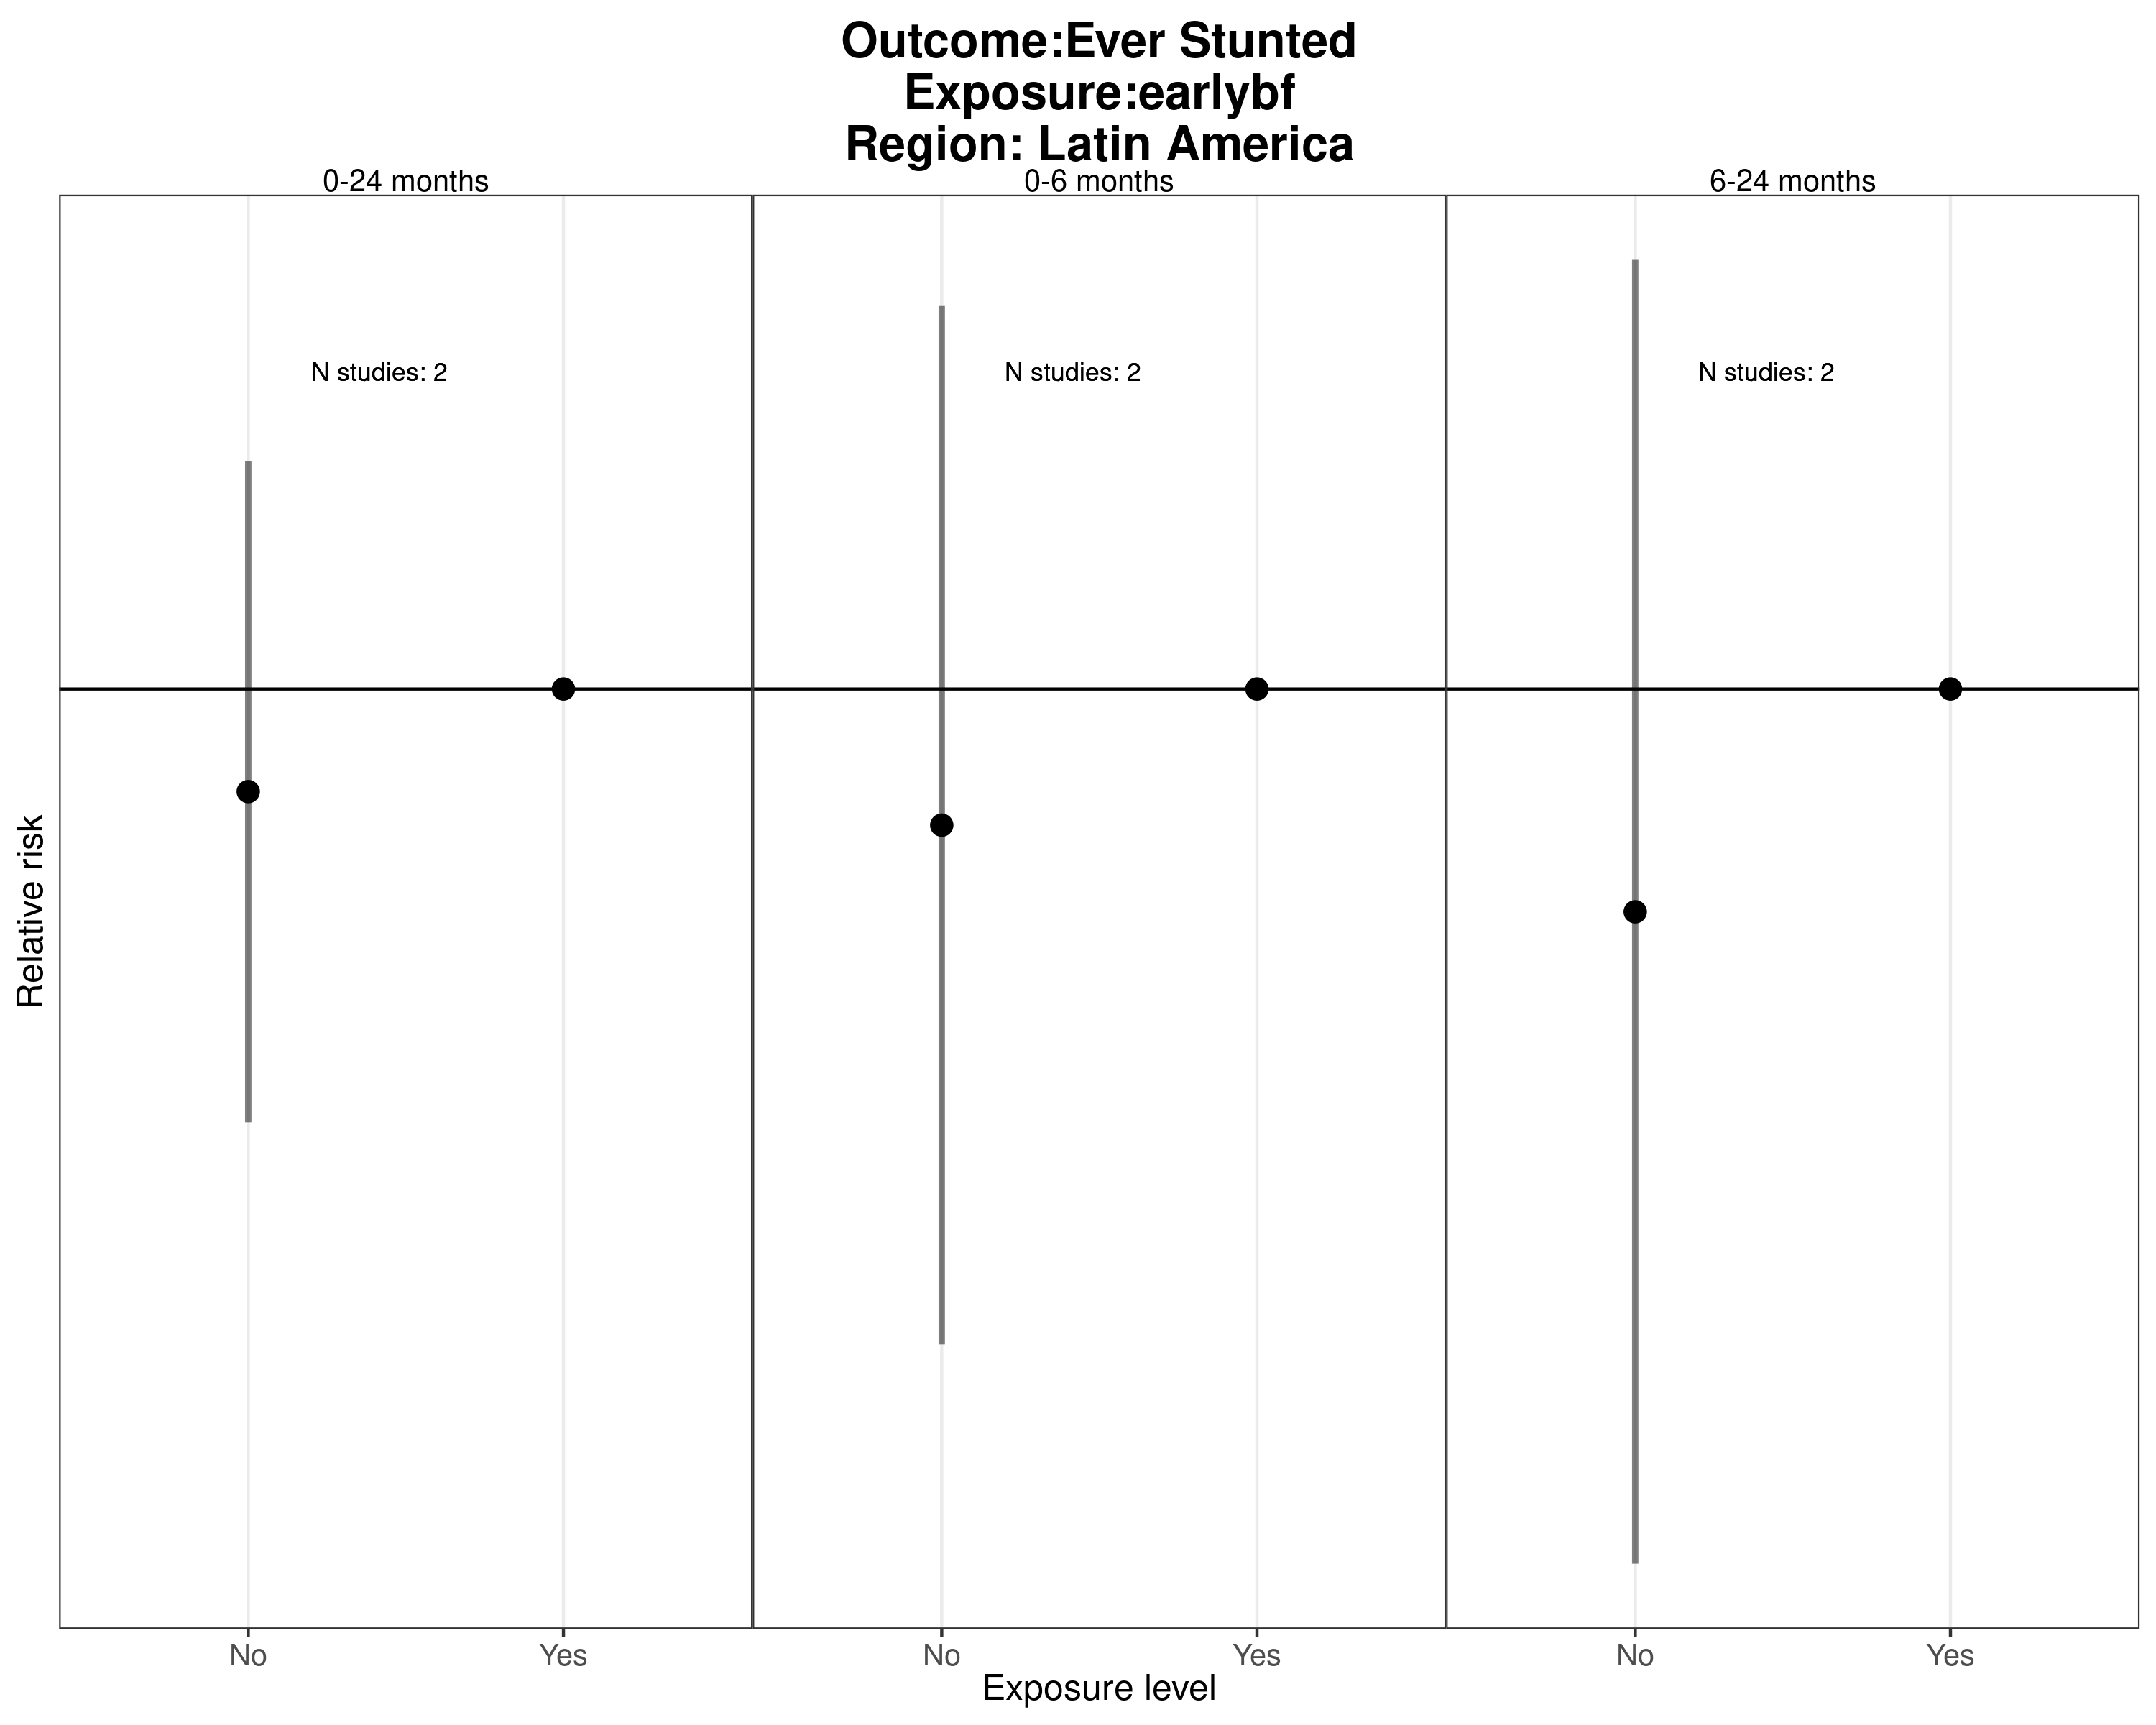 Outcome:Ever Stunted
Exposure:earlybf
Region: Latin America
0-24 months
0-6 months
6-24 months
N studies: 2
N studies: 2
N studies: 2
Relative risk
No
Yes
No
Yes
No
Yes
Exposure level